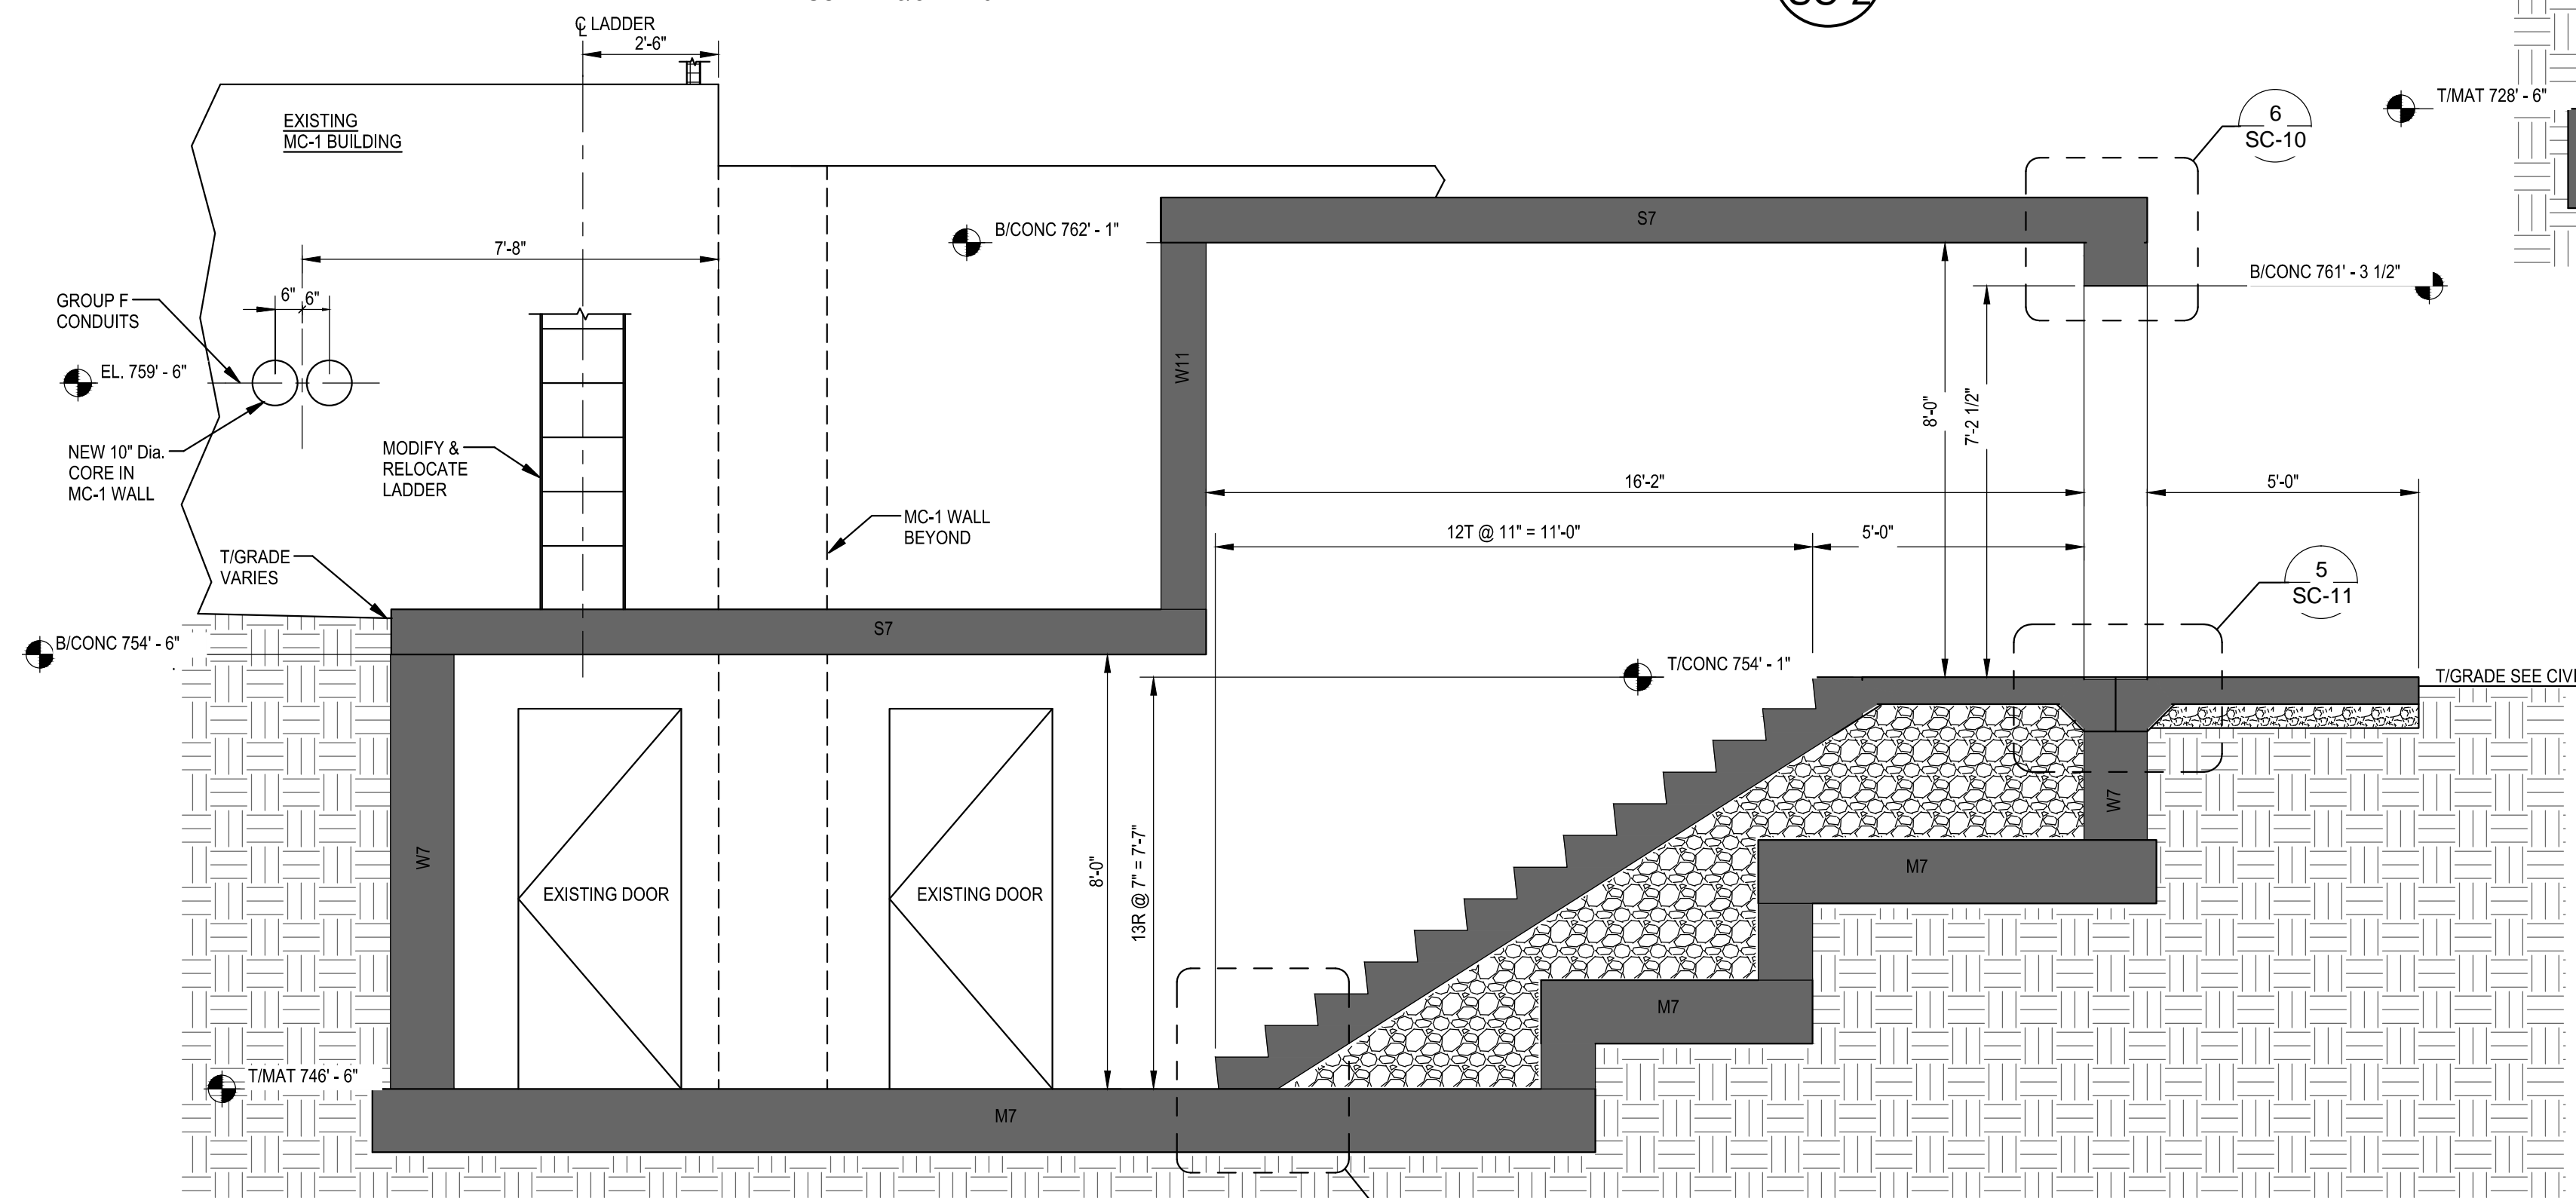 SC-2
℄ LADDER
2'-6"
EXISTING
MC-1 BUILDING
T/MAT 728' - 6"
6
SC-10
S7
B/CONC 762' - 1"
7'-8"
B/CONC 761' - 3 1/2"
GROUP F
CONDUITS
6" 6"
EL. 759' - 6"
W11
8'-0"
7'-2 1/2"
NEW 10" Dia.
CORE IN
MC-1 WALL
MODIFY &
RELOCATE
LADDER
16'-2"
5'-0"
MC-1 WALL
BEYOND
12T @ 11" = 11'-0"
5'-0"
T/GRADE
VARIES
5
SC-11
S7
B/CONC 754' - 6"
T/CONC 754' - 1"
T/GRADE SEE CIVI
W7
W7
EXISTING DOOR
EXISTING DOOR
8'-0"
13R @ 7" = 7'-7"
M7
M7
T/MAT 746' - 6"
M7